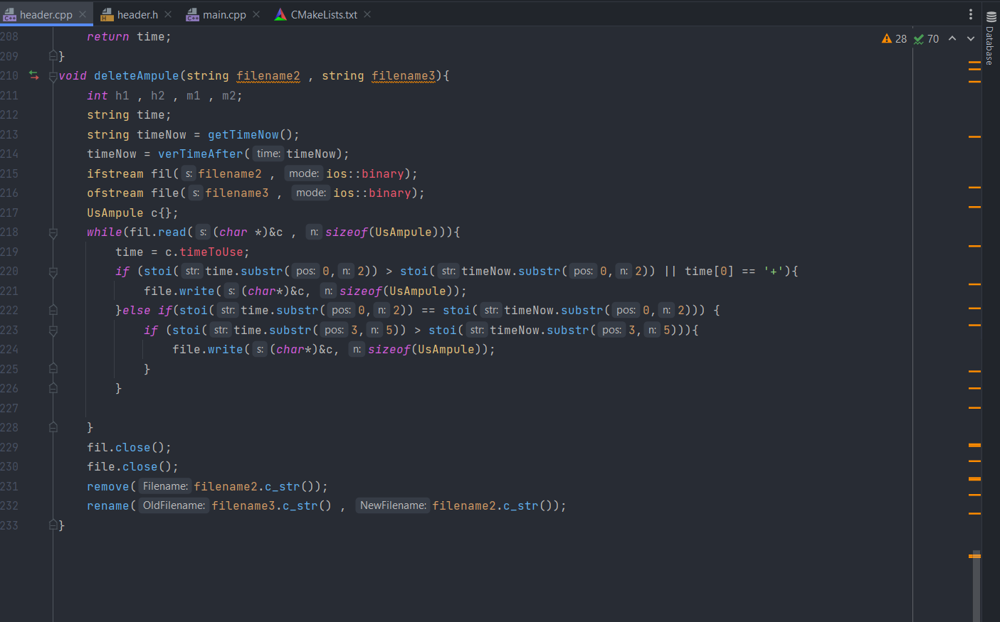 header.cpp header.h main.cpp CMakeLists.txt
Database
28 70
208 return time;
209 }
210 void deleteAmpule(string filename2 , string filename3){
211 int h1 , h2 , m1 , m2;
212 string time;
213 string timeNow = getTimeNow();
214 timeNow = verTimeAfter( time: timeNow);
215 ifstream fil( s: filename2 , mode: ios::binary);
216 ofstream file( s: filename3 , mode: ios::binary);
217 UsAmpule c{};
218 while(fil.read( s: (char *)&c , n: sizeof(UsAmpule))){
219 time = c.timeToUse;
220 if (stoi( str: time.substr( pos: 0, n: 2)) > stoi( str: timeNow.substr( pos: 0, n: 2)) || time[0] == '+'){
221 file.write( s: (char*)&c, n: sizeof(UsAmpule));
222 }else if(stoi( str: time.substr( pos: 0, n: 2)) == stoi( str: timeNow.substr( pos: 0, n: 2))) {
223 if (stoi( str: time.substr( pos: 3, n: 5)) > stoi( str: timeNow.substr( pos: 3, n: 5))){
224 file.write( s: (char*)&c, n: sizeof(UsAmpule));
225 }
226 }
227
228 }
229 fil.close();
230 file.close();
231 remove( Filename: filename2.c_str());
232 rename( OldFilename: filename3.c_str() , NewFilename: filename2.c_str());
233 }